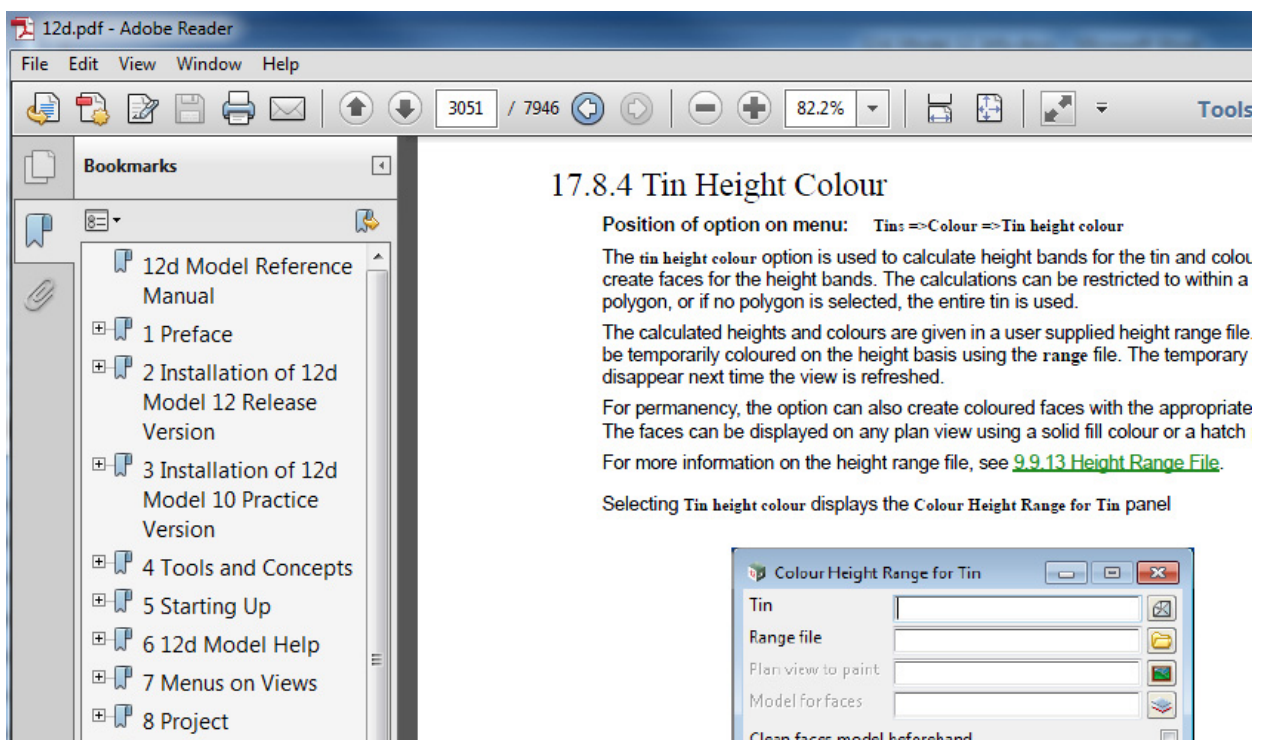 12d.pdf - Adobe Reader
File Edit View Window Help
3051 / 7946 82.2% Tools
Bookmarks
12d Model Reference
Manual
1 Preface
2 Installation of 12d
Model 12 Release
Version
3 Installation of 12d
Model 10 Practice
Version
4 Tools and Concepts
5 Starting Up
6 12d Model Help
7 Menus on Views
8 Project
17.8.4 Tin Height Colour
Position of option on menu: Tins =>Colour =>Tin height colour
The tin height colour option is used to calculate height bands for the tin and colou
create faces for the height bands. The calculations can be restricted to within a
polygon, or if no polygon is selected, the entire tin is used.
The calculated heights and colours are given in a user supplied height range file.
be temporarily coloured on the height basis using the range file. The temporary
disappear next time the view is refreshed.
For permanency, the option can also create coloured faces with the appropriate
The faces can be displayed on any plan view using a solid fill colour or a hatch
For more information on the height range file, see 9.9.13 Height Range File.
Selecting Tin height colour displays the Colour Height Range for Tin panel
Colour Height Range for Tin
Tin
Range file
Plan view to paint
Model for faces
Clean faces model beforehand